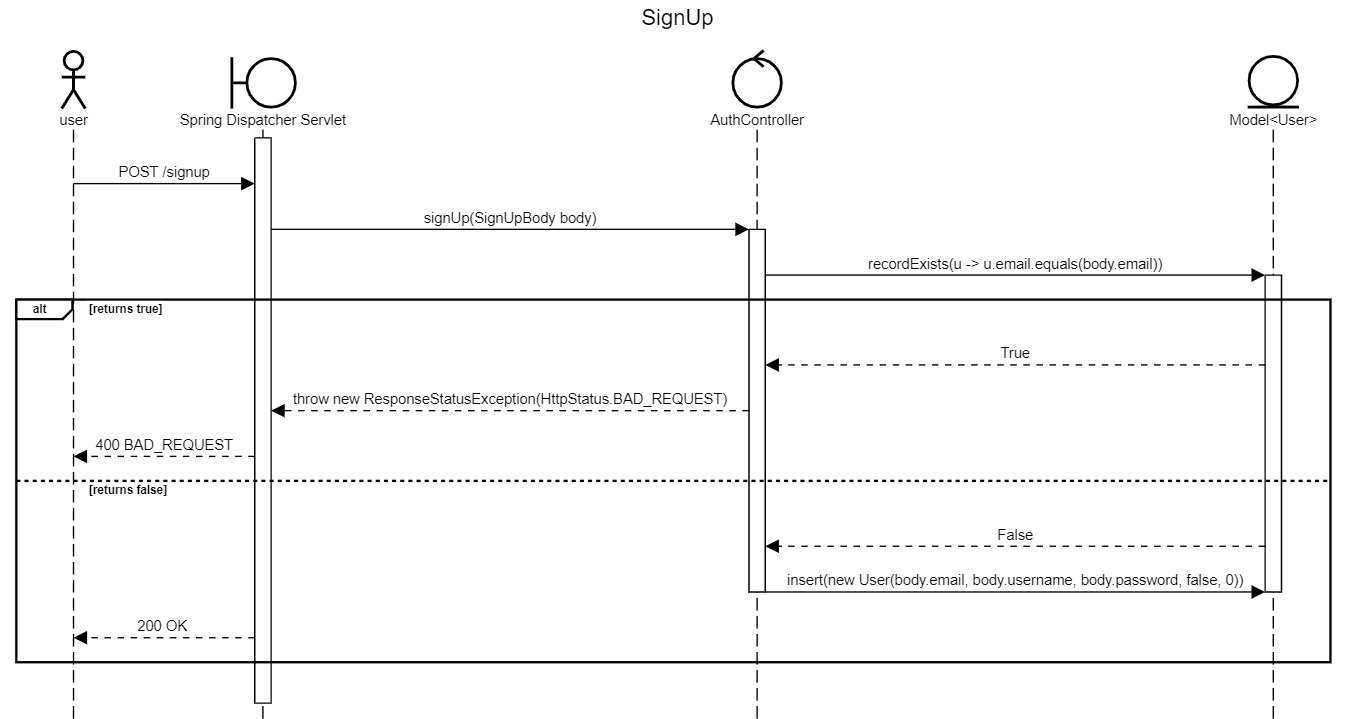 SignUp
user
Spring Dispatcher Servlet
AuthController
Model<User>
POST /signup
signUp(SignUpBody body)
recordExists(u -> u.email.equals(body.email))
alt
[returns true]
True
throw new ResponseStatusException(HttpStatus.BAD_REQUEST)
400 BAD_REQUEST
[returns false]
False
insert(new User(body.email, body.username, body.password, false, 0))
200 OK